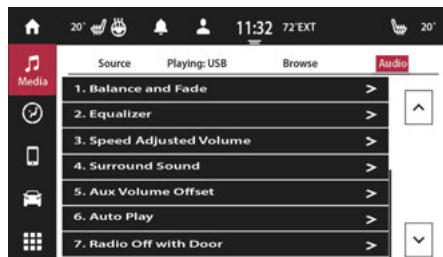 20° 11:32 72°EXT 20°
Media
Source Playing: USB Browse Audio
1. Balance and Fade >
2. Equalizer >
3. Speed Adjusted Volume >
4. Surround Sound >
5. Aux Volume Offset >
6. Auto Play >
7. Radio Off with Door >